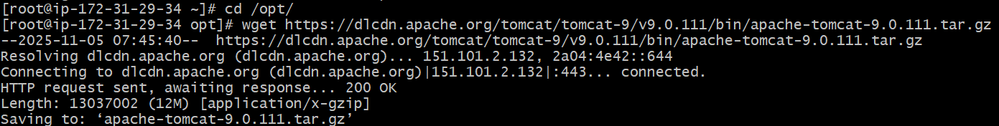 [root@ip-172-31-29-34 ~]# cd /opt/
[root@ip-172-31-29-34 opt]# wget https://dlcdn.apache.org/tomcat/tomcat-9/v9.0.111/bin/apache-tomcat-9.0.111.tar.gz
--2025-11-05 07:45:40--  https://dlcdn.apache.org/tomcat/tomcat-9/v9.0.111/bin/apache-tomcat-9.0.111.tar.gz
Resolving dlcdn.apache.org (dlcdn.apache.org)... 151.101.2.132, 2a04:4e42::644
Connecting to dlcdn.apache.org (dlcdn.apache.org)|151.101.2.132|:443... connected.
HTTP request sent, awaiting response... 200 OK
Length: 13037002 (12M) [application/x-gzip]
Saving to: ‘apache-tomcat-9.0.111.tar.gz’